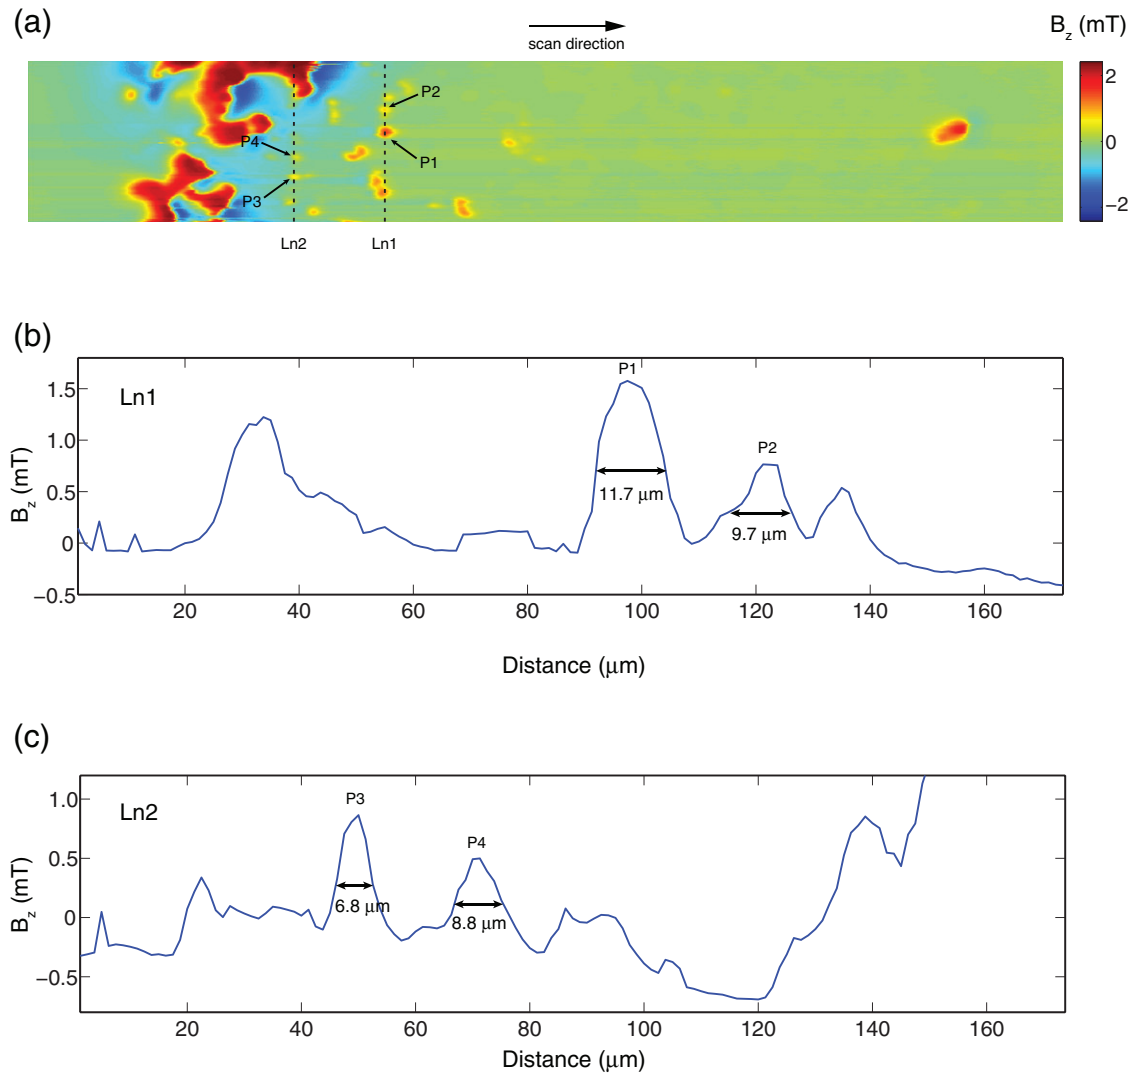 (a)
scan direction
B_z (mT)
P2
P4
P1
P3
2
0
−2
Ln2
Ln1
(b)
Ln1
P1
P2
11.7 μm
9.7 μm
1.5
1.0
0.5
0
−0.5
B_z (mT)
20
40
60
80
100
120
140
160
Distance (μm)
(c)
Ln2
P3
P4
6.8 μm
8.8 μm
1.0
0.5
0
−0.5
B_z (mT)
20
40
60
80
100
120
140
160
Distance (μm)